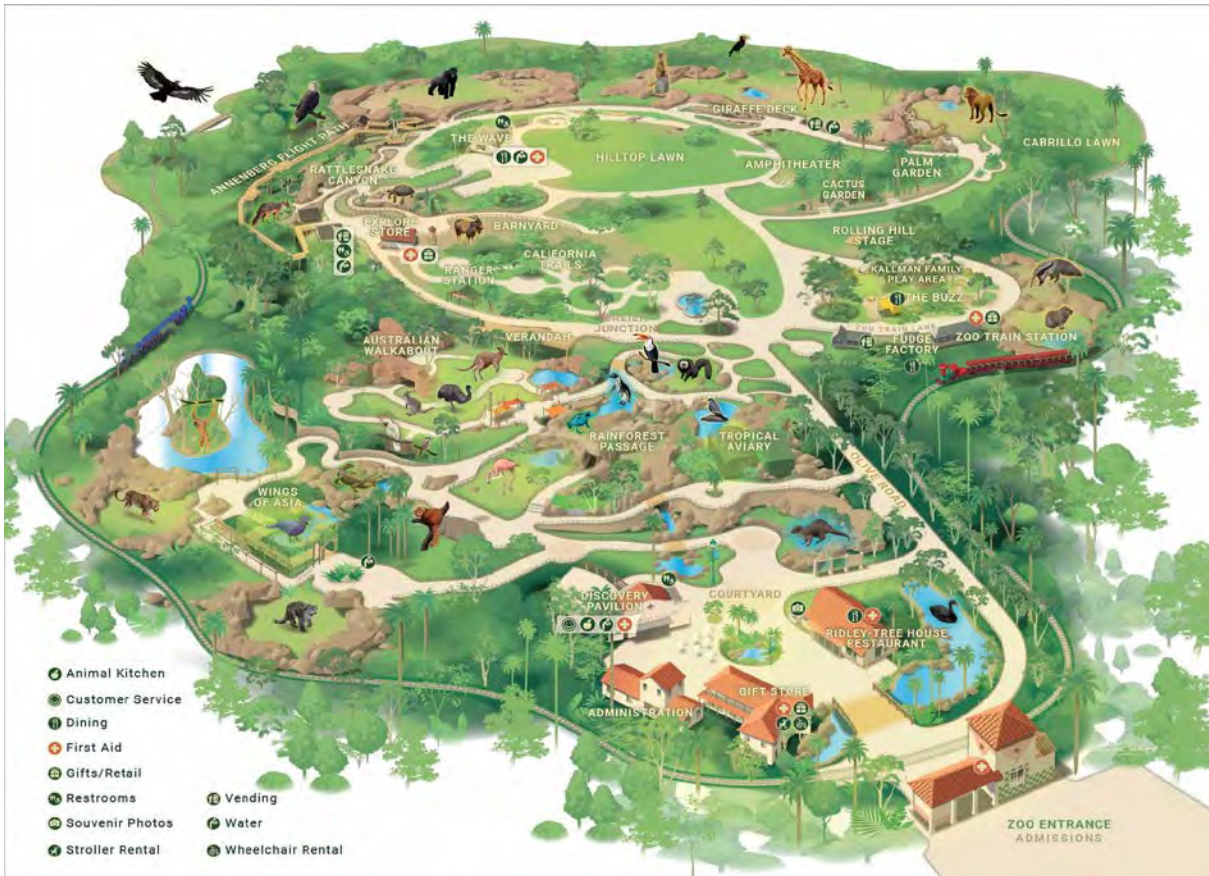 GIRAFFE DECK
THE WAVE
HILLTOP LAWN
AMPHITHEATER
PALM
GARDEN
CABRILLO LAWN
ANNENBERG FLIGHT PATH
RATTLESNAKE
CANYON
CACTUS
GARDEN
EXPLORE
STORE
BARNYARD
ROLLING HILL
STAGE
CALIFORNIA
TRAILS
RANGER
STATION
KALLMAN FAMILY
PLAY AREA
THE BUZZ
JUNCTION
ZOO TRAIN LANE
FUDGE
FACTORY
ZOO TRAIN STATION
AUSTRALIAN
WALKABOUT
VERANDAH
RAINFOREST
PASSAGE
TROPICAL
AVIARY
OLIVE ROAD
WINGS
OF ASIA
DISCOVERY
PAVILION
COURTYARD
RIDLEY-TREE HOUSE
RESTAURANT
GIFT STORE
ADMINISTRATION
ZOO ENTRANCE
ADMISSIONS
Animal Kitchen
Customer Service
Dining
First Aid
Gifts/Retail
Restrooms
Souvenir Photos
Stroller Rental
Vending
Water
Wheelchair Rental